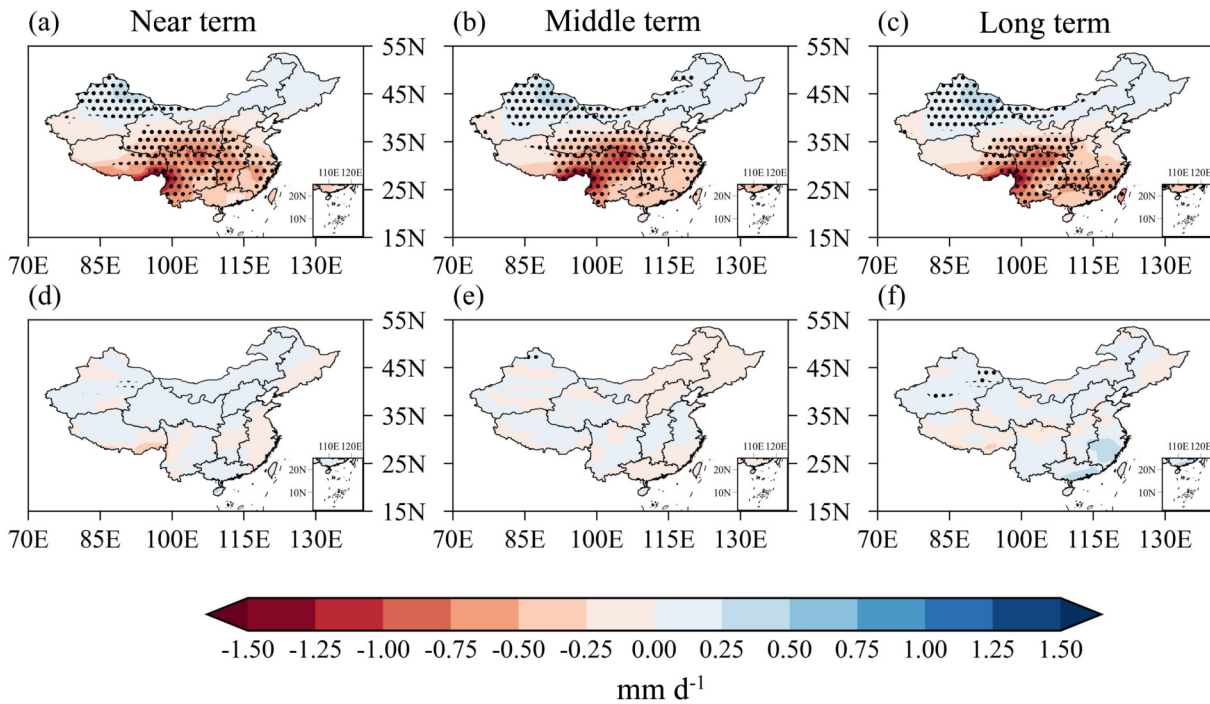 (a) Near term
(b) Middle term
(c) Long term
55N 55N 55N
45N 45N 45N
35N 35N 35N
25N 25N 25N
15N 15N 15N
110E 120E 110E 120E 110E 120E
20N 20N 20N
10N 10N 10N
70E 85E 100E 115E 130E 70E 85E 100E 115E 130E 70E 85E 100E 115E 130E
(d) (e) (f)
55N 55N 55N
45N 45N 45N
35N 35N 35N
25N 25N 25N
15N 15N 15N
110E 120E 110E 120E 110E 120E
20N 20N 20N
10N 10N 10N
70E 85E 100E 115E 130E 70E 85E 100E 115E 130E 70E 85E 100E 115E 130E
-1.50 -1.25 -1.00 -0.75 -0.50 -0.25 0.00 0.25 0.50 0.75 1.00 1.25 1.50
mm d⁻¹